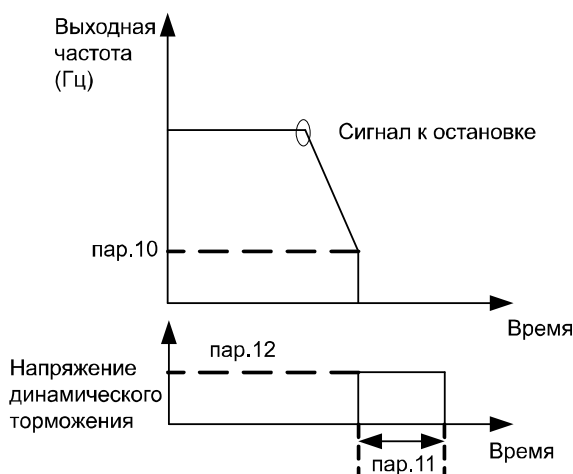 Выходная
частота
(Гц)
Сигнал к остановке
пар.10
Время
пар.12
Напряжение
динамического
торможения
Время
пар.11